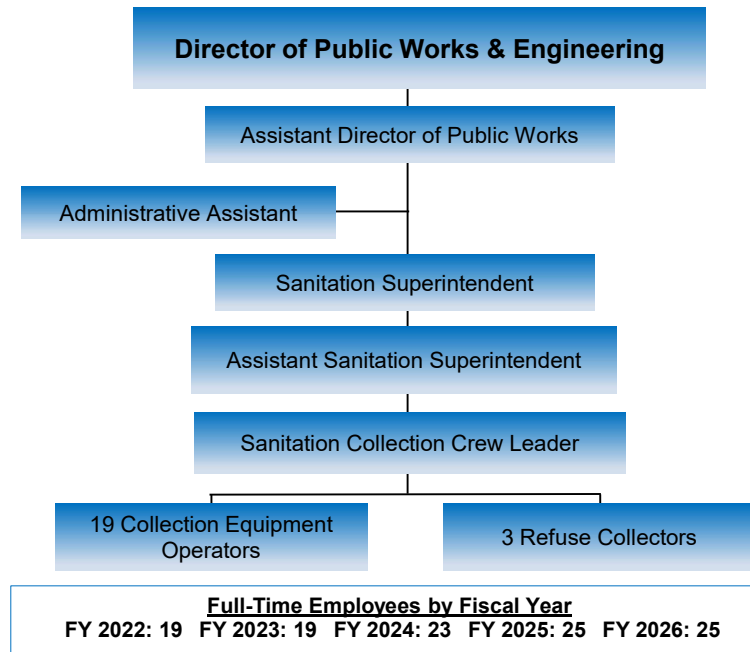 Director of Public Works & Engineering
Assistant Director of Public Works
Administrative Assistant
Sanitation Superintendent
Assistant Sanitation Superintendent
Sanitation Collection Crew Leader
19 Collection Equipment
Operators
3 Refuse Collectors
Full-Time Employees by Fiscal Year
FY 2022: 19 FY 2023: 19 FY 2024: 23 FY 2025: 25 FY 2026: 25